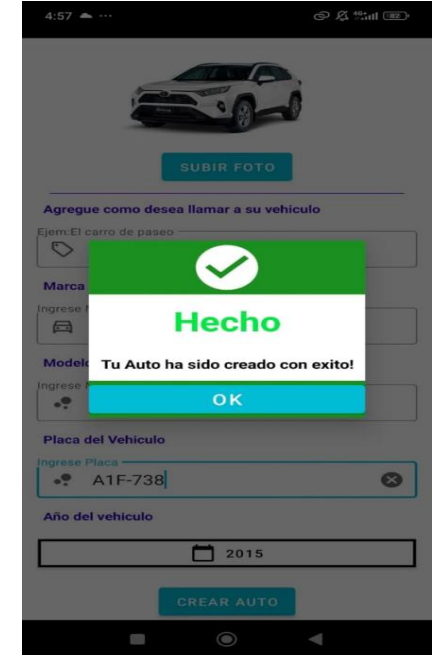 4:57
SUBIR FOTO
Agregue como desea llamar a su vehiculo
Ejem:El carro de paseo
Marca
Ingrese
Hecho
Tu Auto ha sido creado con exito!
OK
Ingrese
Placa del Vehiculo
Ingrese Placa
A1F-738
Año del vehiculo
2015
CREAR AUTO